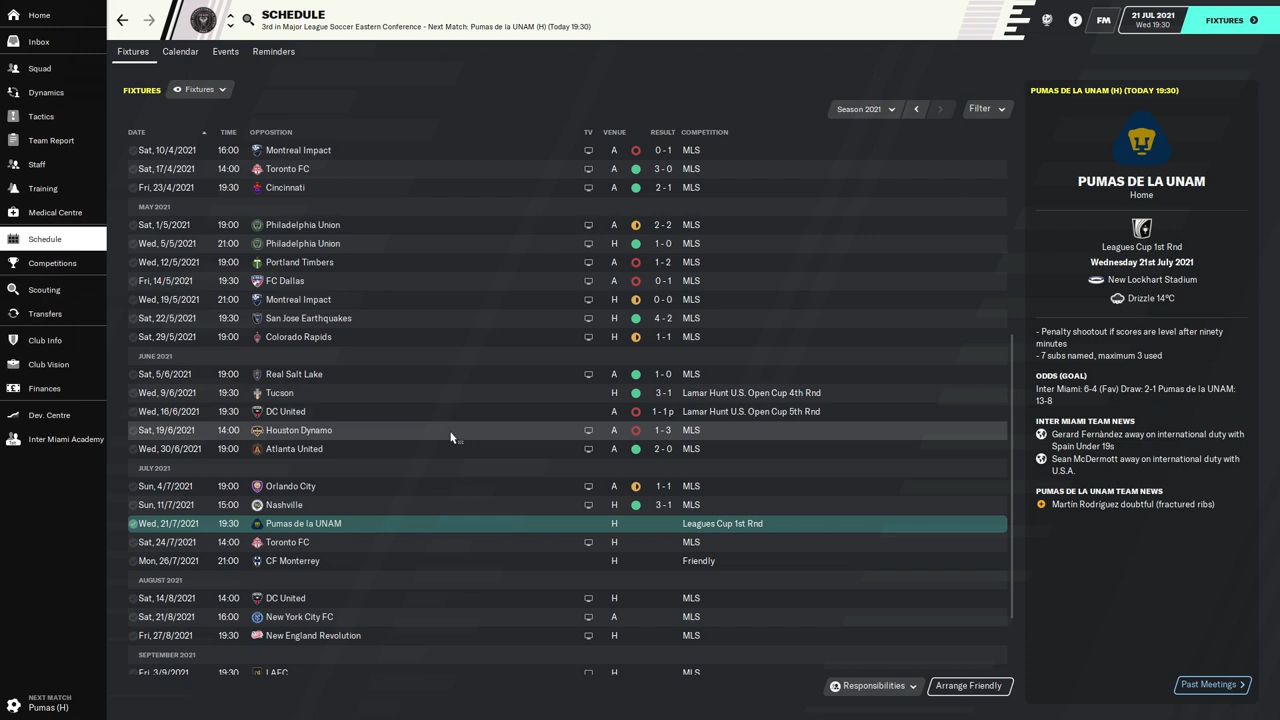 Home
Inbox
Squad
Dynamics
Tactics
Team Report
Staff
Training
Medical Centre
Schedule
Competitions
Scouting
Transfers
Club Info
Club Vision
Finances
Dev. Centre
Inter Miami Academy
NEXT MATCH
Pumas (H)
SCHEDULE
3rd in Major League Soccer Eastern Conference - Next Match: Pumas de la UNAM (H) (Today 19:30)
? FM 21 JUL 2021 Wed 19:30 FIXTURES
Fixtures Calendar Events Reminders
FIXTURES Fixtures
Season 2021 Filter
DATE TIME OPPOSITION TV VENUE RESULT COMPETITION
Sat, 10/4/2021 16:00 Montreal Impact A 0 - 1 MLS
Sat, 17/4/2021 14:00 Toronto FC A 3 - 0 MLS
Fri, 23/4/2021 19:30 Cincinnati A 2 - 1 MLS
MAY 2021
Sat, 1/5/2021 19:00 Philadelphia Union A 2 - 2 MLS
Wed, 5/5/2021 21:00 Philadelphia Union H 1 - 0 MLS
Wed, 12/5/2021 19:00 Portland Timbers A 1 - 2 MLS
Fri, 14/5/2021 19:30 FC Dallas A 0 - 1 MLS
Wed, 19/5/2021 21:00 Montreal Impact H 0 - 0 MLS
Sat, 22/5/2021 19:30 San Jose Earthquakes H 4 - 2 MLS
Sat, 29/5/2021 19:00 Colorado Rapids H 1 - 1 MLS
JUNE 2021
Sat, 5/6/2021 19:00 Real Salt Lake A 1 - 0 MLS
Wed, 9/6/2021 19:30 Tucson H 3 - 1 Lamar Hunt U.S. Open Cup 4th Rnd
Wed, 16/6/2021 19:30 DC United A 1 - 1 p Lamar Hunt U.S. Open Cup 5th Rnd
Sat, 19/6/2021 14:00 Houston Dynamo A 1 - 3 MLS
Wed, 30/6/2021 19:00 Atlanta United A 2 - 0 MLS
JULY 2021
Sun, 4/7/2021 19:00 Orlando City A 1 - 1 MLS
Sun, 11/7/2021 15:00 Nashville H 3 - 1 MLS
Wed, 21/7/2021 19:30 Pumas de la UNAM H Leagues Cup 1st Rnd
Sat, 24/7/2021 14:00 Toronto FC H MLS
Mon, 26/7/2021 21:00 CF Monterrey H Friendly
AUGUST 2021
Sat, 14/8/2021 14:00 DC United H MLS
Sat, 21/8/2021 16:00 New York City FC A MLS
Fri, 27/8/2021 19:30 New England Revolution H MLS
SEPTEMBER 2021
Fri, 3/9/2021 19:30 LAFC H MLS
Responsibilities Arrange Friendly
PUMAS DE LA UNAM (H) (TODAY 19:30)
PUMAS DE LA UNAM
Home
Leagues Cup 1st Rnd
Wednesday 21st July 2021
New Lockhart Stadium
Drizzle 14ºC
- Penalty shootout if scores are level after ninety
minutes
- 7 subs named, maximum 3 used
ODDS (GOAL)
Inter Miami: 6-4 (Fav) Draw: 2-1 Pumas de la UNAM:
13-8
INTER MIAMI TEAM NEWS
Gerard Fernàndez away on international duty with
Spain Under 19s
Sean McDermott away on international duty with
U.S.A.
PUMAS DE LA UNAM TEAM NEWS
Martín Rodríguez doubtful (fractured ribs)
Past Meetings